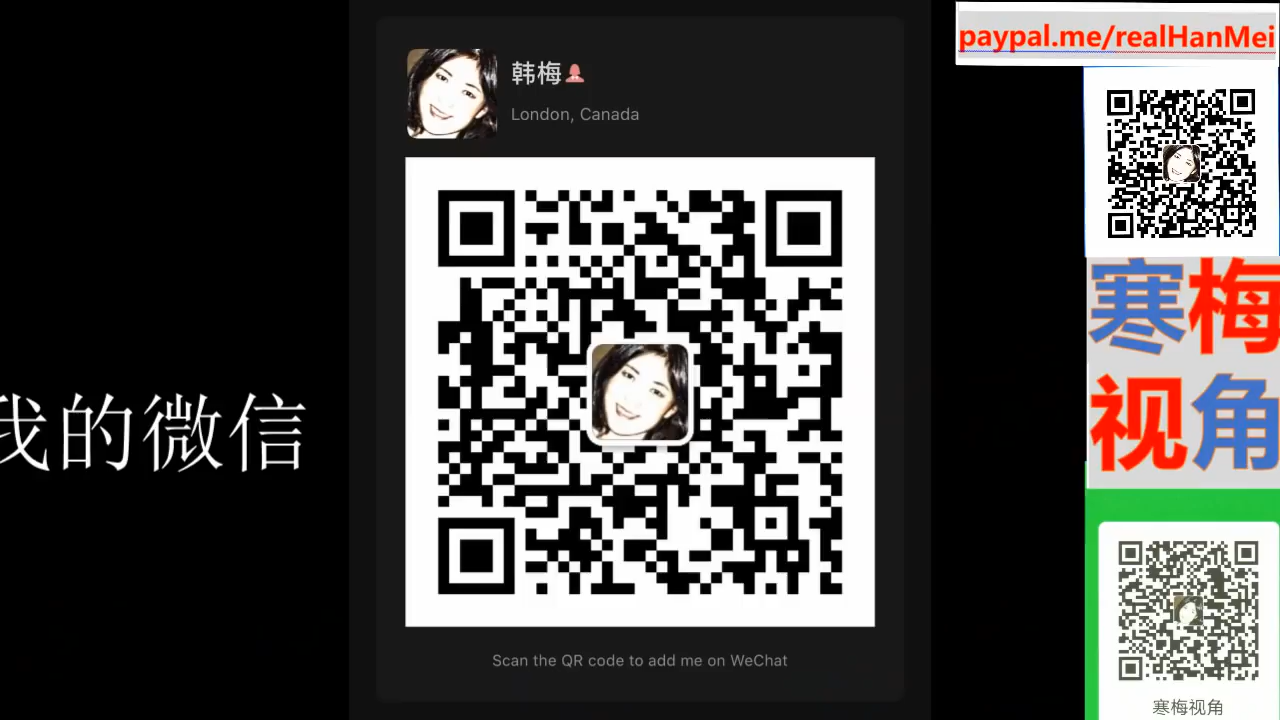 韩梅
London, Canada
我的微信
Scan the QR code to add me on WeChat
paypal.me/realHanMei
寒梅
视角
寒梅视角